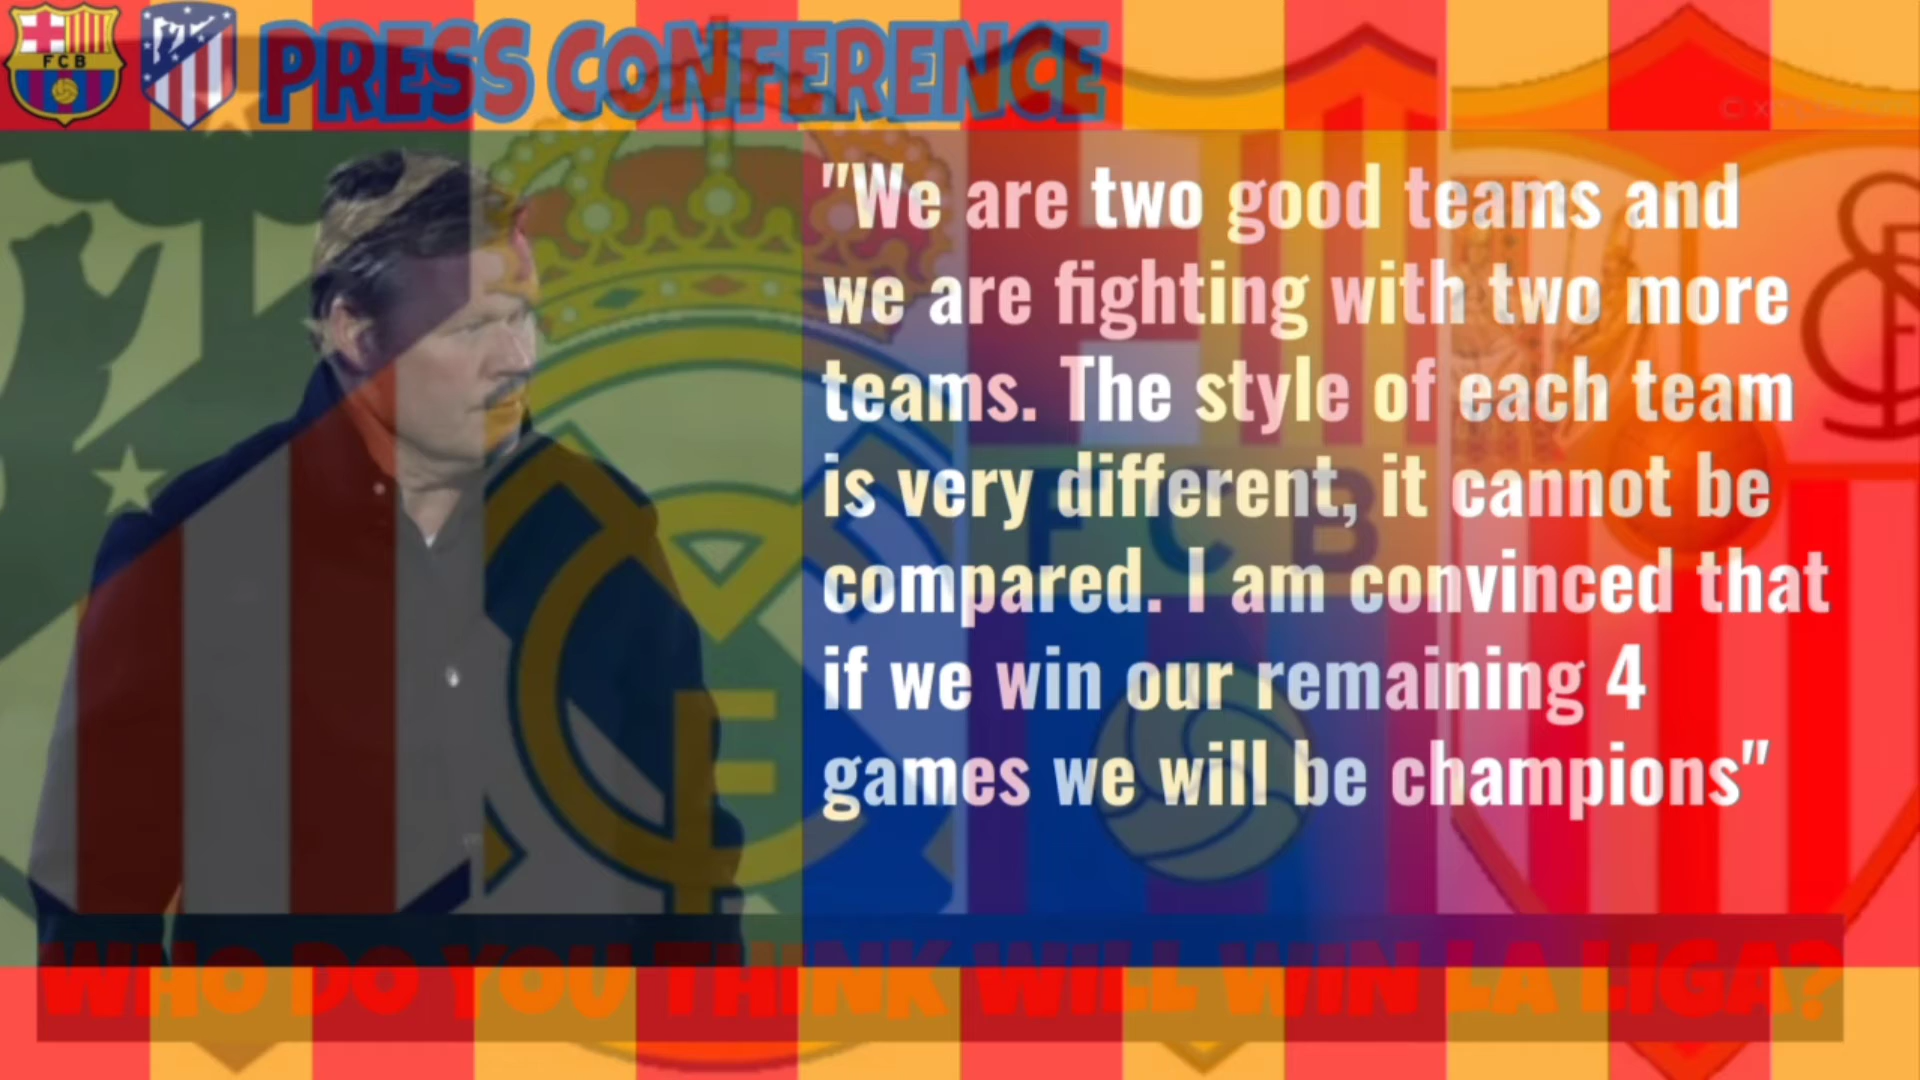 FCB
PRESS CONFERENCE
"We are two good teams and
we are fighting with two more
teams. The style of each team
is very different, it cannot be
compared. I am convinced that
if we win our remaining 4
games we will be champions"
FCB
WHO DO YOU THINK WILL WIN LA LIGA?